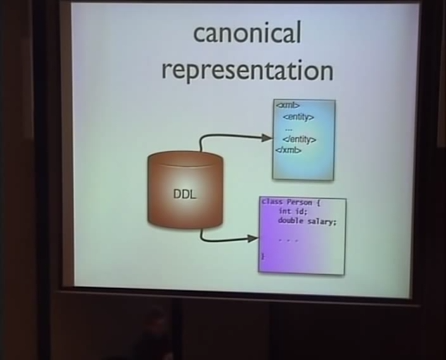 canonical
representation
<xml>
<entity>
...
</entity>
</xml>
DDL
class Person {
int id;
double salary;
. . .
}